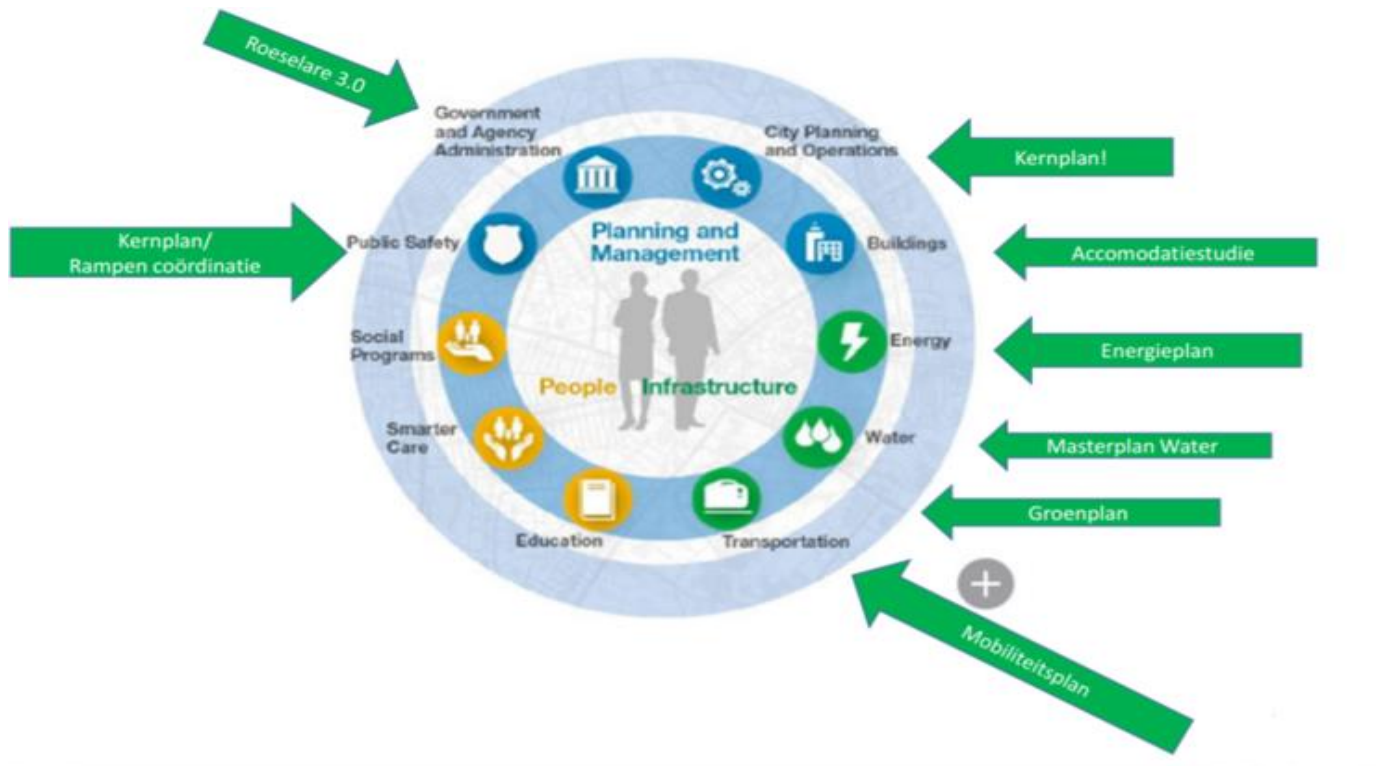 Roeselare 3.0
Government
and Agency
Administration
City Planning
and Operations
Kernplan!
Kernplan/
Rampen coördinatie
Public Safety
Planning and
Management
Buildings
Accomodatiestudie
Social
Programs
Energy
Energieplan
People
Infrastructure
Smarter
Care
Water
Masterplan Water
Groenplan
Education
Transportation
Mobiliteitsplan